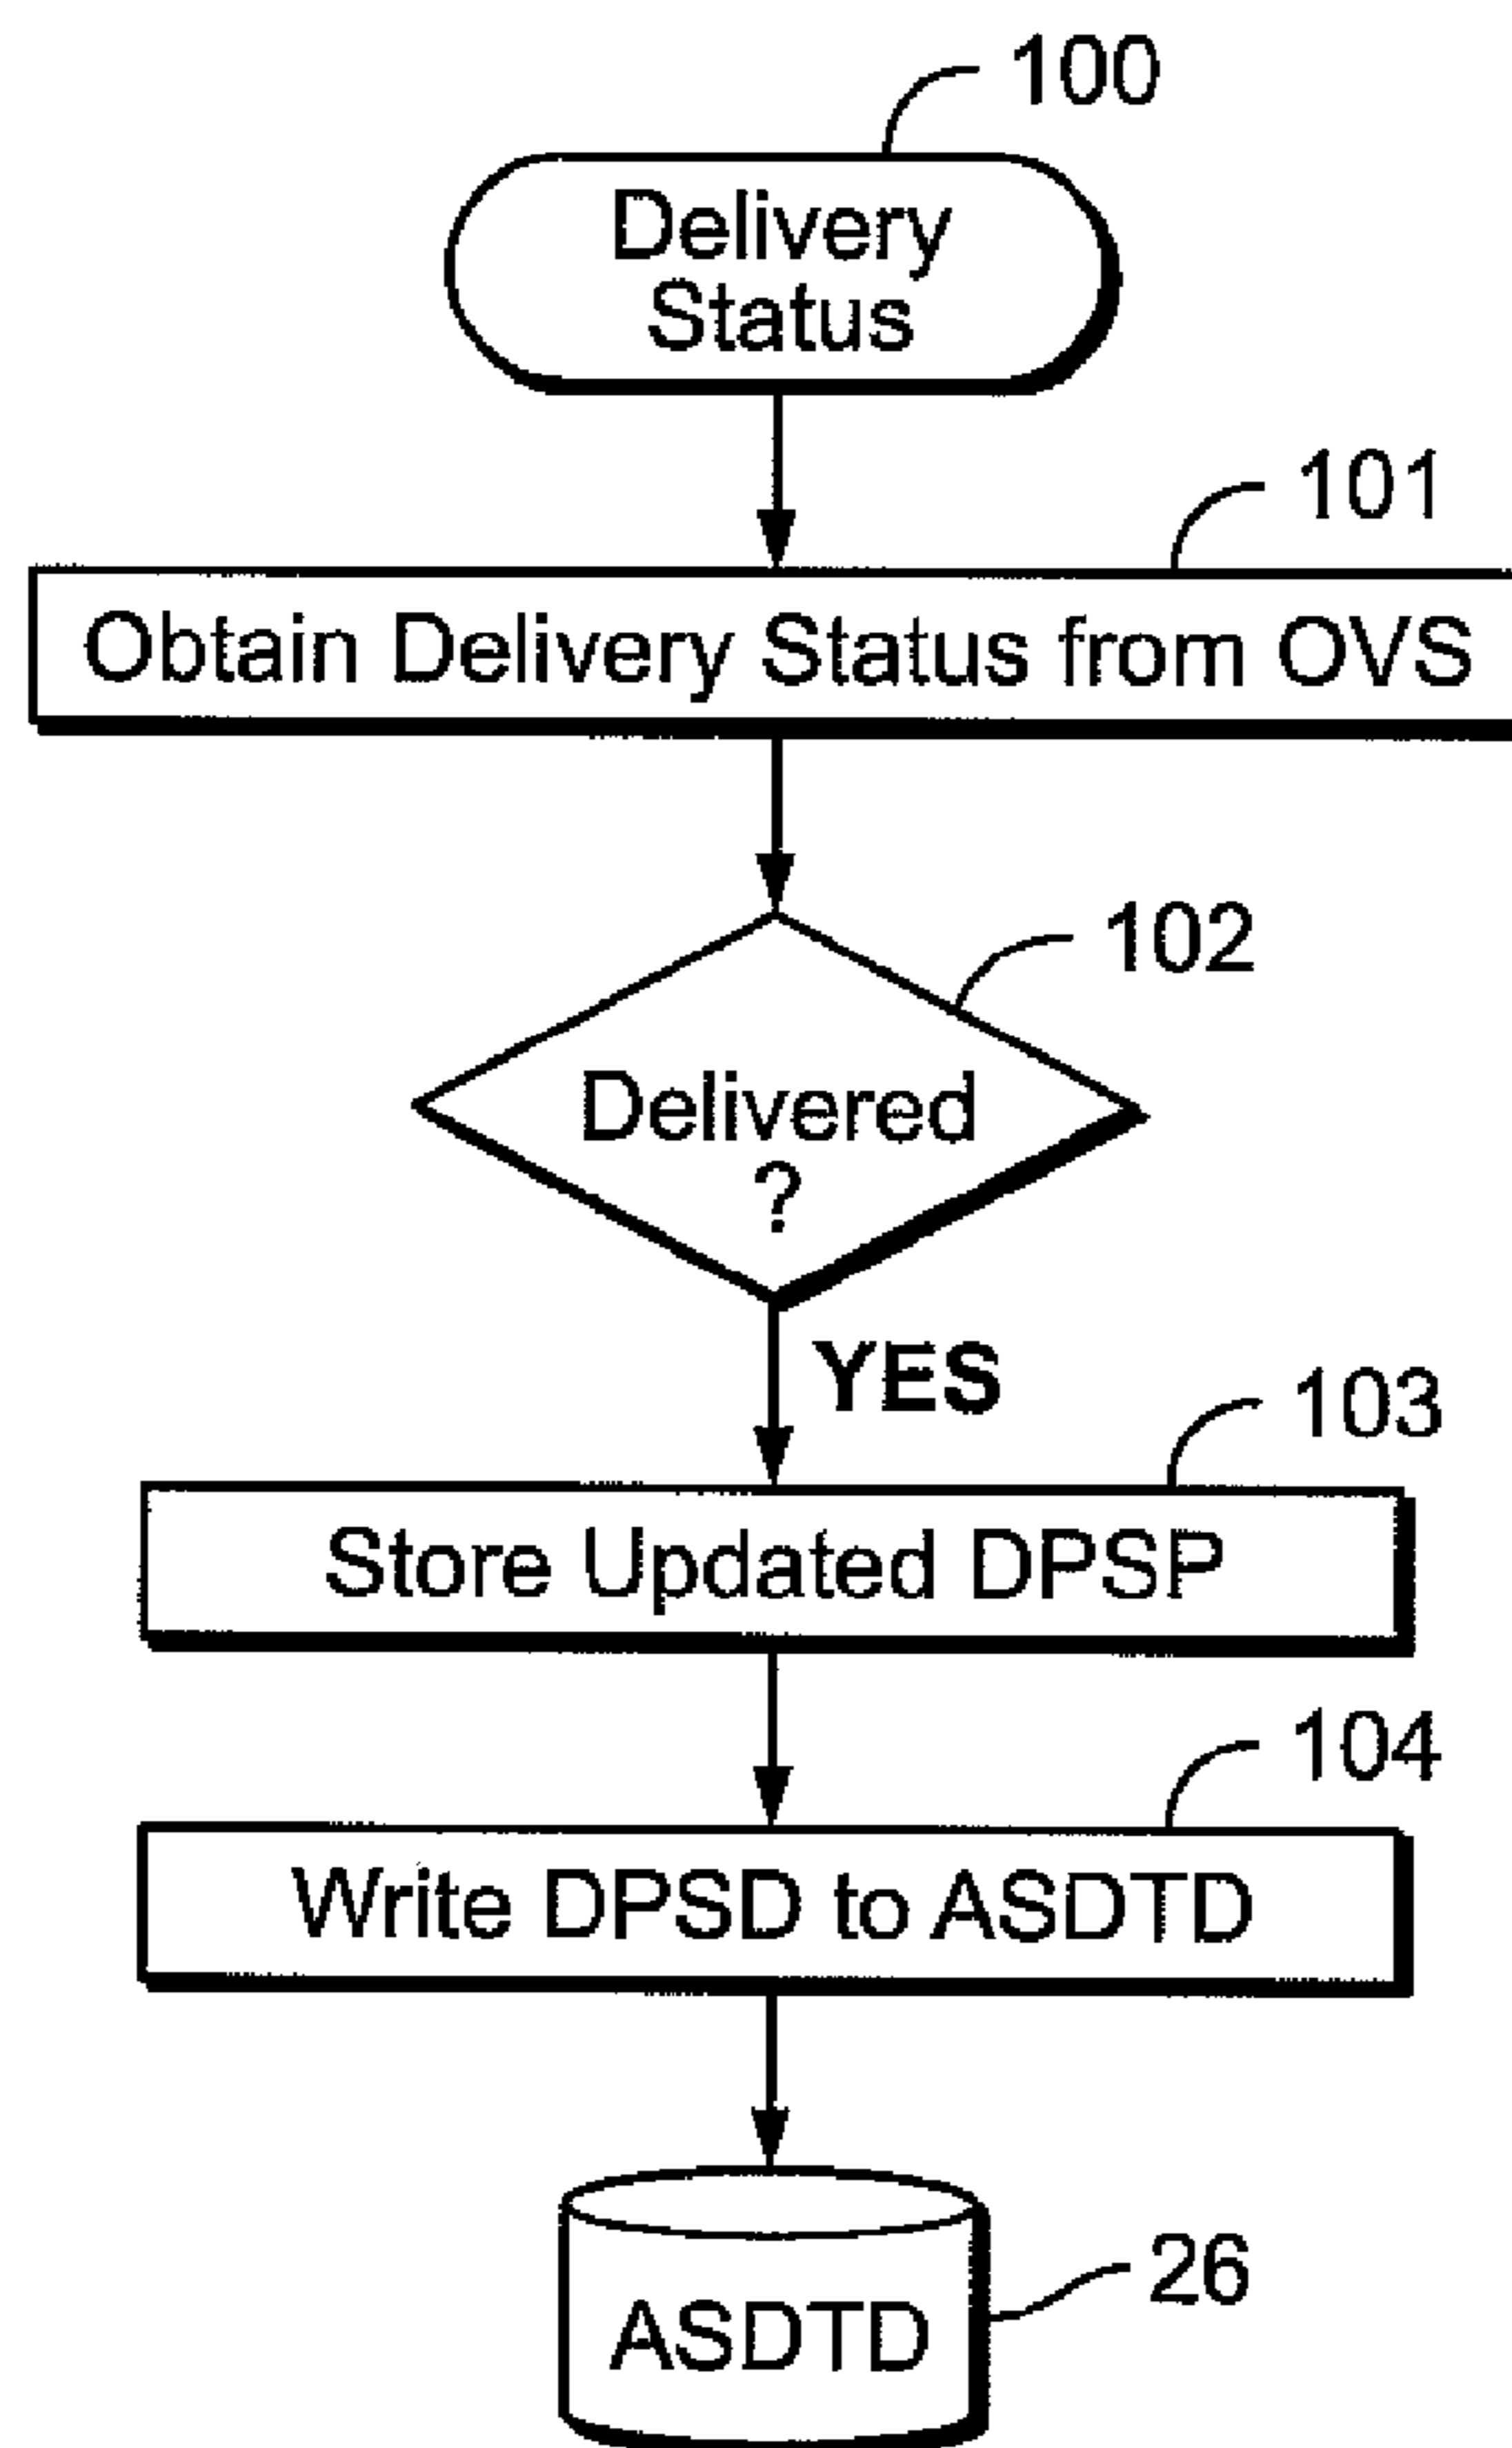 100
Delivery
Status
101
Obtain Delivery Status from OVS
102
Delivered
?
YES
103
Store Updated DPSP
104
Write DPSD to ASDTD
26
ASDTD